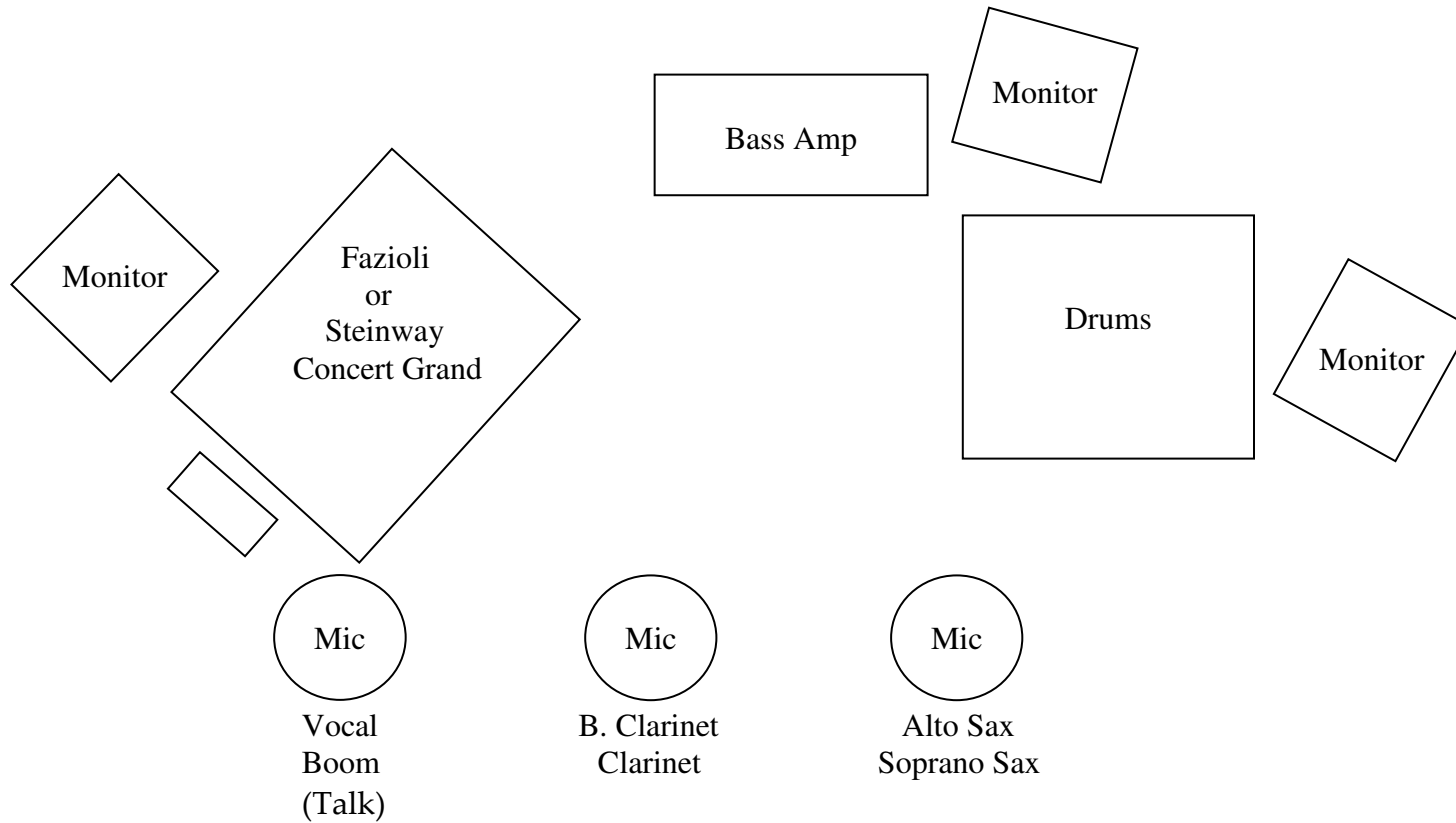 Monitor
Bass Amp
Monitor
Fazioli
or
Steinway
Concert Grand
Drums
Monitor
Mic
Vocal
Boom
(Talk)
Mic
B. Clarinet
Clarinet
Mic
Alto Sax
Soprano Sax